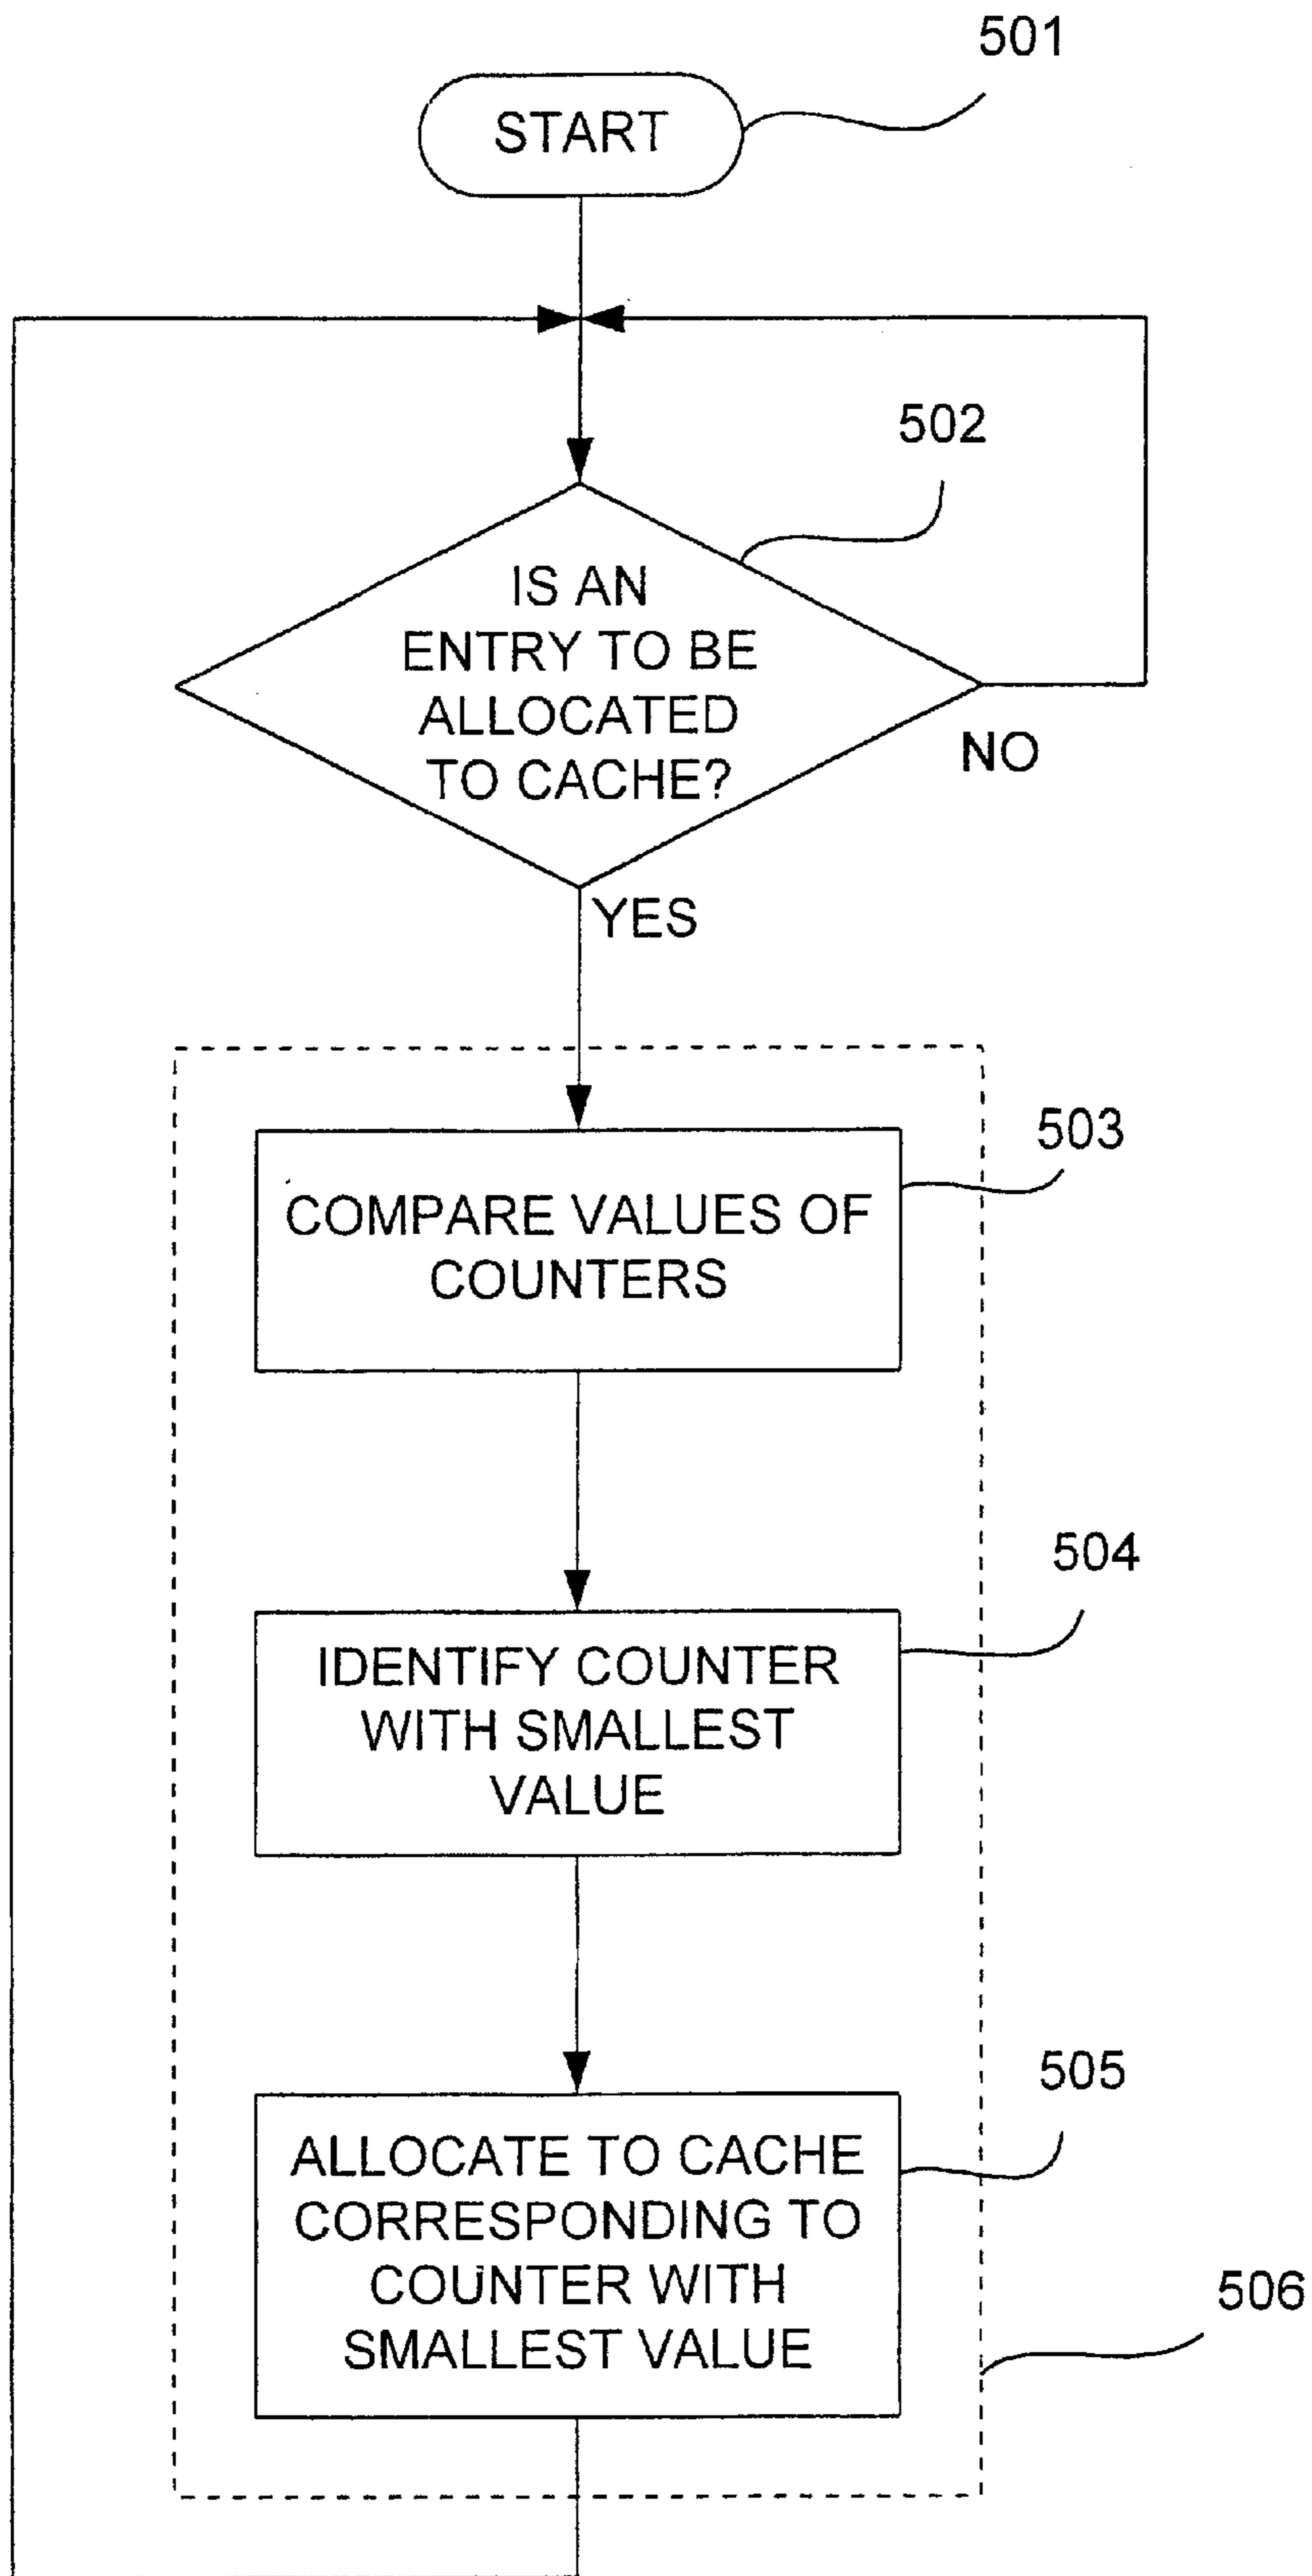 501
START
502
IS AN
ENTRY TO BE
ALLOCATED
TO CACHE?
NO
YES
503
COMPARE VALUES OF
COUNTERS
504
IDENTIFY COUNTER
WITH SMALLEST
VALUE
505
ALLOCATE TO CACHE
CORRESPONDING TO
COUNTER WITH
SMALLEST VALUE
506